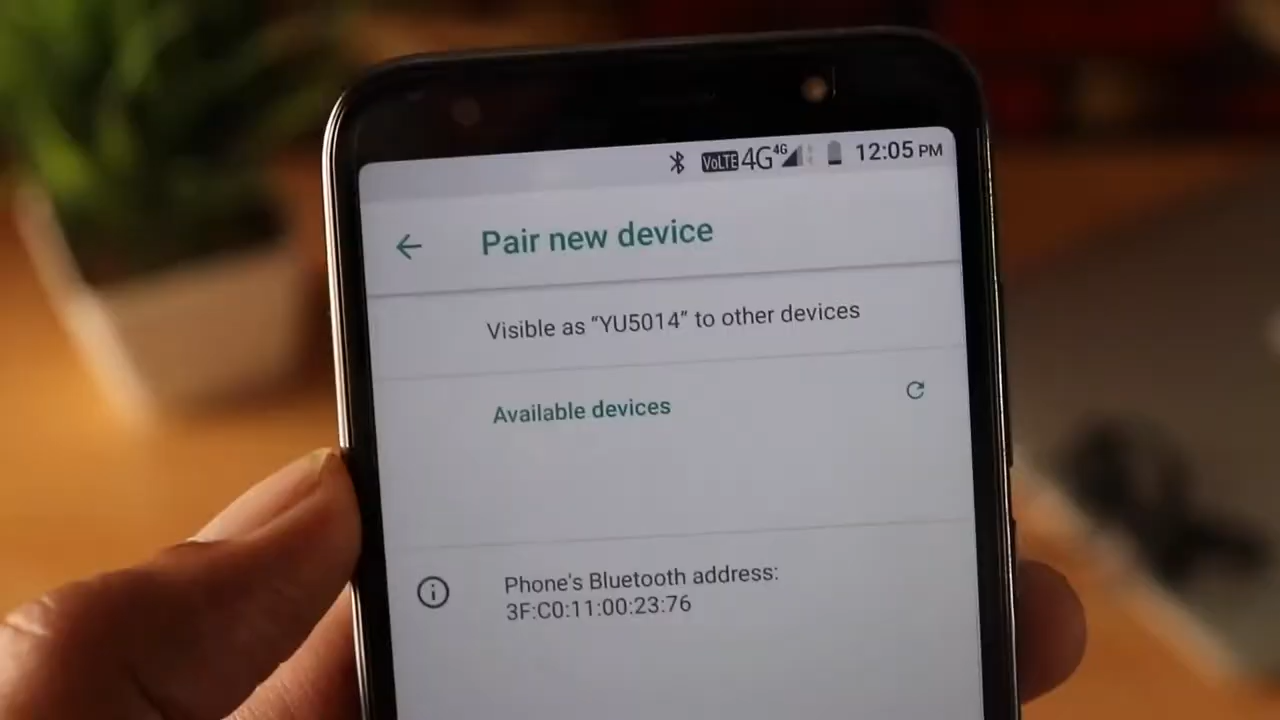 VoLTE 4G 4G 12:05 PM
Pair new device
Visible as “YU5014” to other devices
Available devices
Phone's Bluetooth address:
3F:C0:11:00:23:76